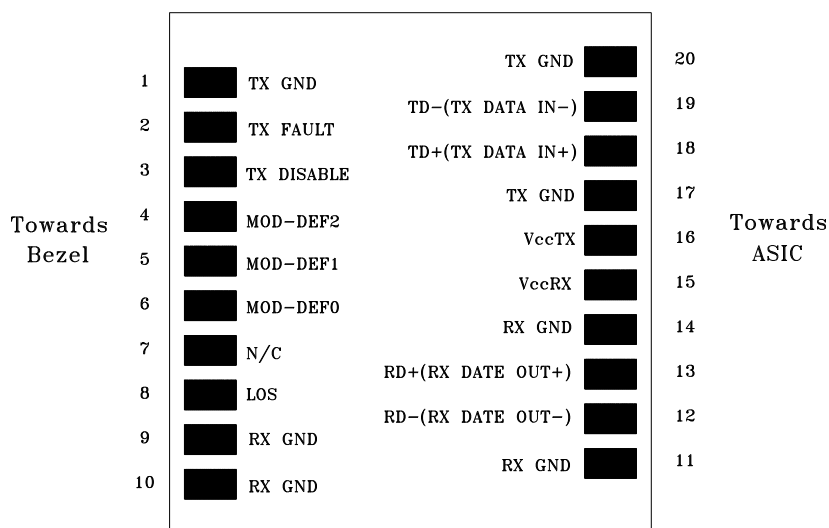 Towards
Bezel
1 TX GND
2 TX FAULT
3 TX DISABLE
4 MOD-DEF2
5 MOD-DEF1
6 MOD-DEF0
7 N/C
8 LOS
9 RX GND
10 RX GND
TX GND 20
TD-(TX DATA IN-) 19
TD+(TX DATA IN+) 18
TX GND 17
VccTX 16
VccRX 15
RX GND 14
RD+(RX DATE OUT+) 13
RD-(RX DATE OUT-) 12
RX GND 11
Towards
ASIC